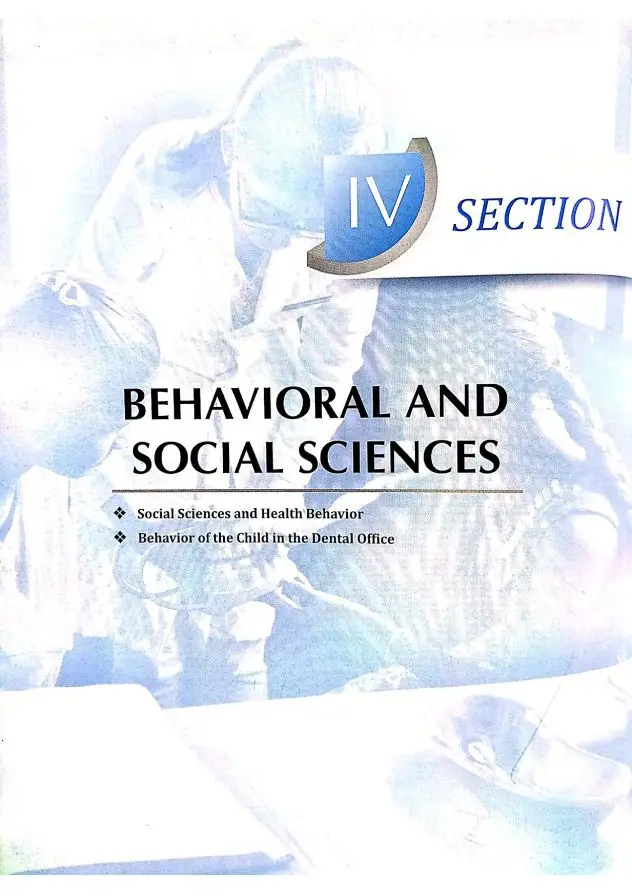 IV
SECTION
BEHAVIORAL AND
SOCIAL SCIENCES
❖ Social Sciences and Health Behavior
❖ Behavior of the Child in the Dental Office